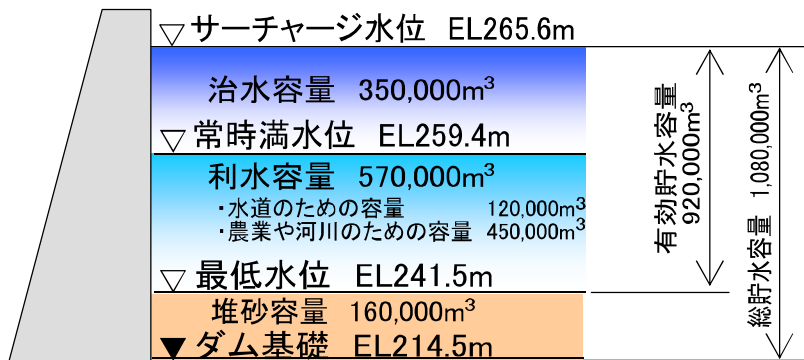 ▽ サーチャージ水位 EL265.6m
治水容量 350,000m³
▽ 常時満水位 EL259.4m
利水容量 570,000m³
・水道のための容量 120,000m³
・農業や河川のための容量 450,000m³
▽ 最低水位 EL241.5m
堆砂容量 160,000m³
▼ ダム基礎 EL214.5m
有効貯水容量
920,000m³
総貯水容量 1,080,000m³